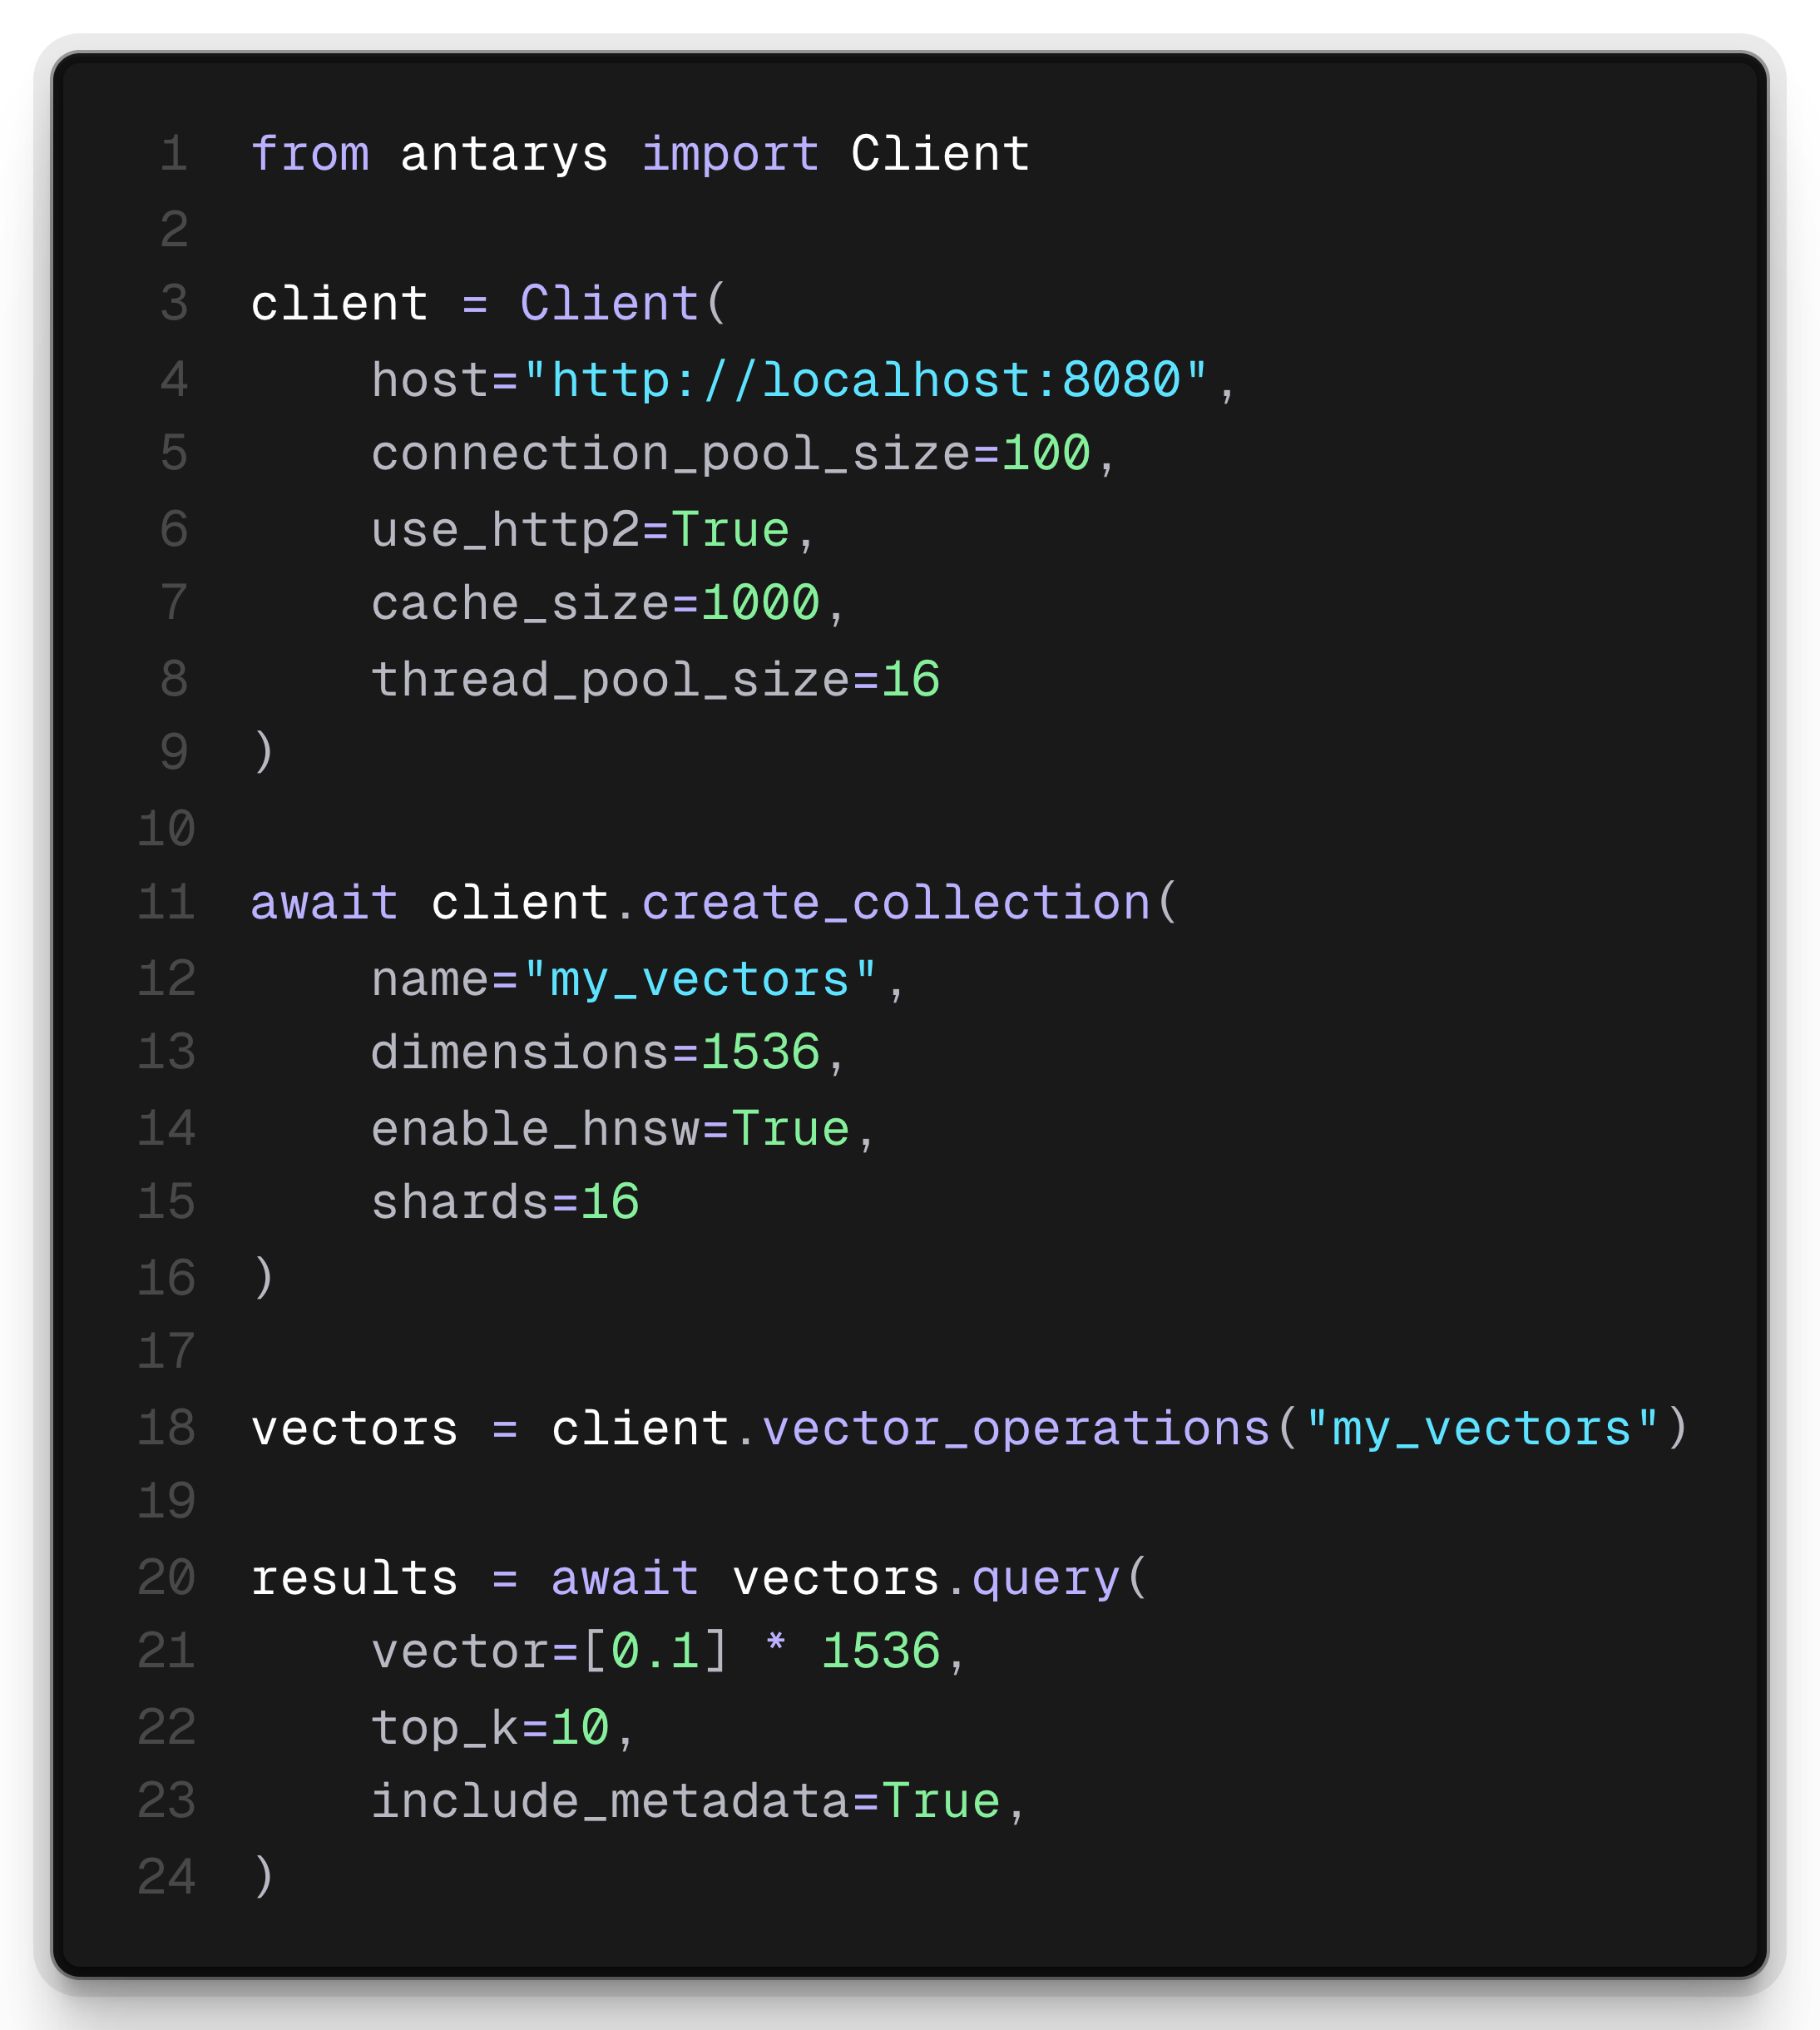 1 from antarys import Client
2
3 client = Client(
4     host="http://localhost:8080",
5     connection_pool_size=100,
6     use_http2=True,
7     cache_size=1000,
8     thread_pool_size=16
9 )
10
11 await client.create_collection(
12     name="my_vectors",
13     dimensions=1536,
14     enable_hnsw=True,
15     shards=16
16 )
17
18 vectors = client.vector_operations("my_vectors")
19
20 results = await vectors.query(
21     vector=[0.1] * 1536,
22     top_k=10,
23     include_metadata=True,
24 )